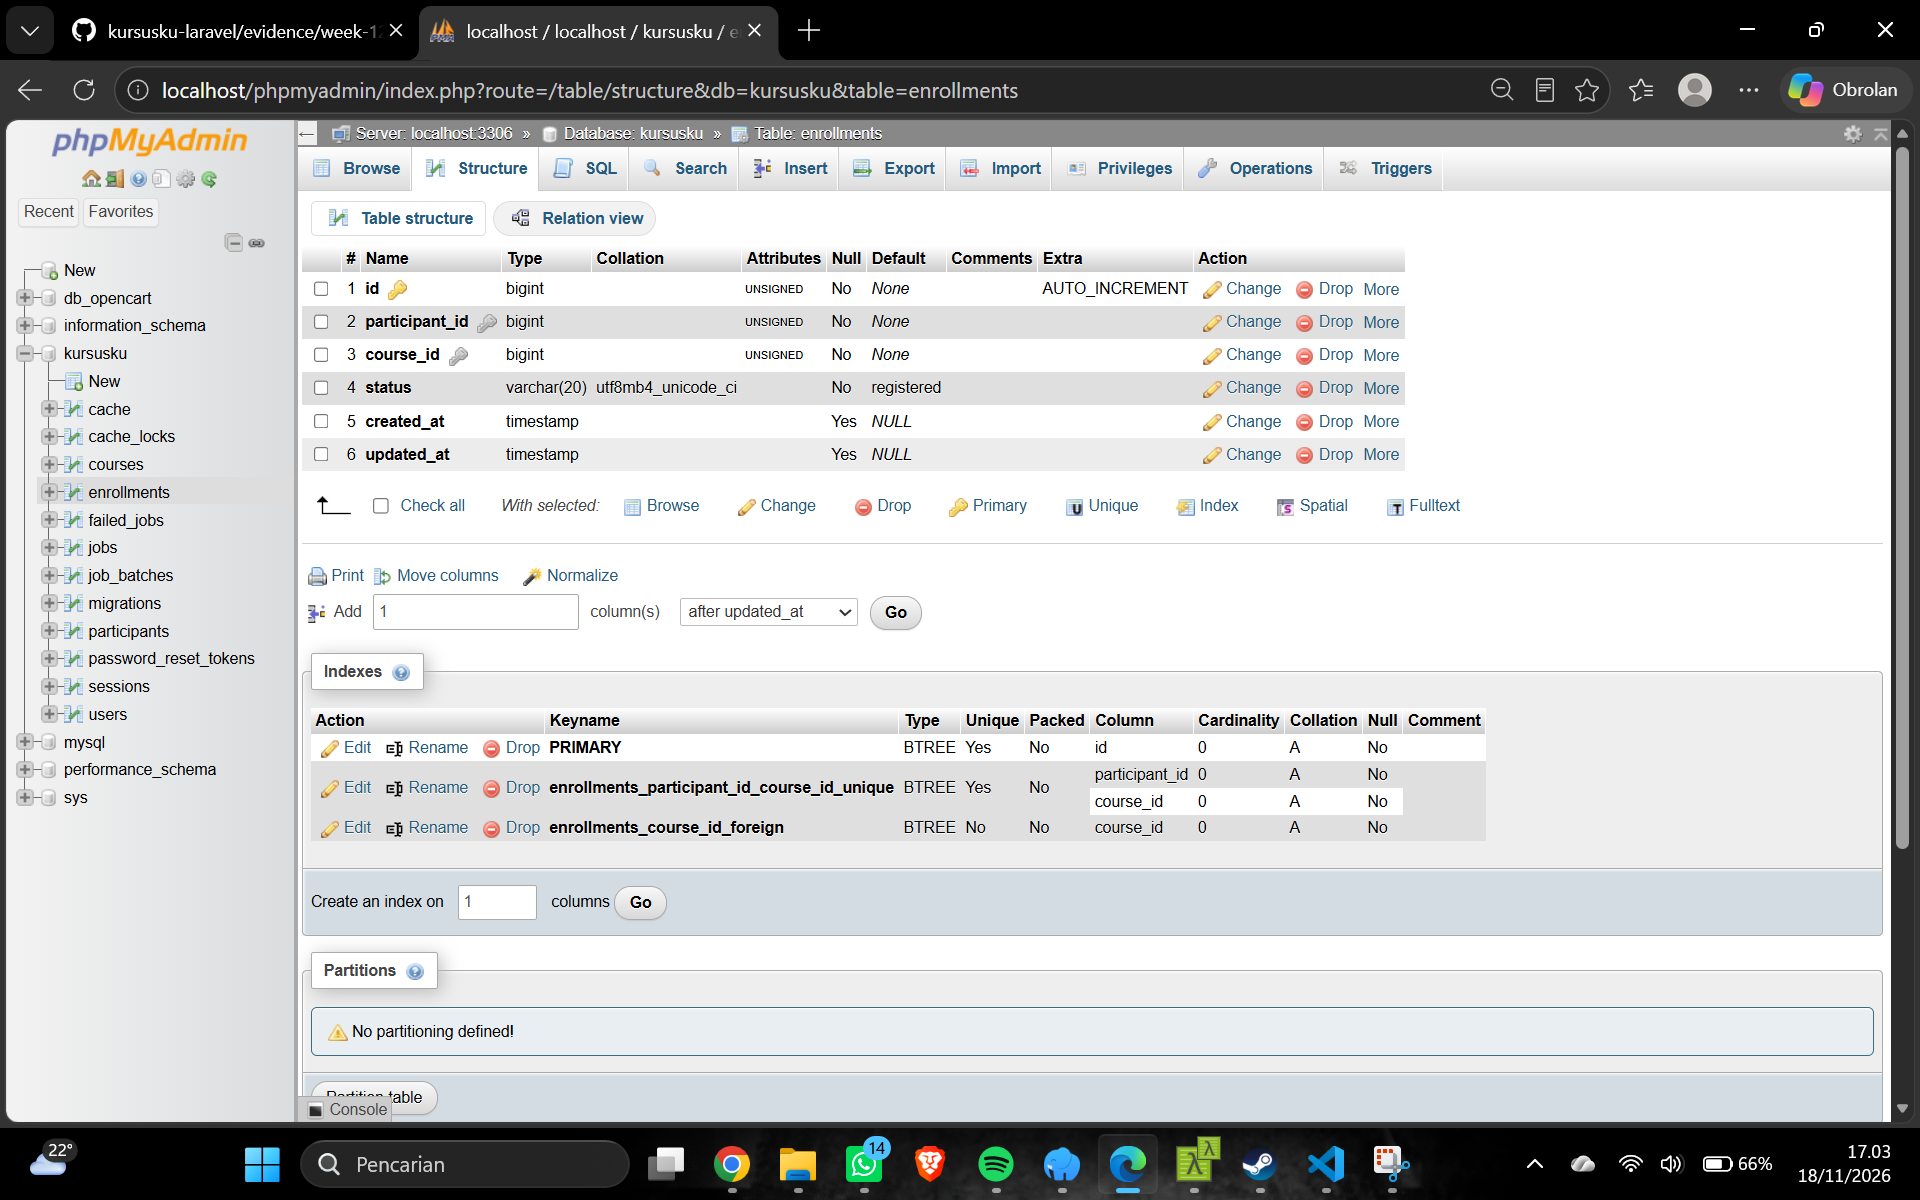 kursusku-laravel/evidence/week-12
localhost / localhost / kursusku / e
localhost/phpmyadmin/index.php?route=/table/structure&db=kursusku&table=enrollments
Obrolan
phpMyAdmin
Recent Favorites
New
db_opencart
information_schema
kursusku
New
cache
cache_locks
courses
enrollments
failed_jobs
jobs
job_batches
migrations
participants
password_reset_tokens
sessions
users
mysql
performance_schema
sys
Server: localhost:3306 » Database: kursusku » Table: enrollments
Browse Structure SQL Search Insert Export Import Privileges Operations Triggers
Table structure Relation view
# Name Type Collation Attributes Null Default Comments Extra Action
1 id bigint UNSIGNED No None AUTO_INCREMENT Change Drop More
2 participant_id bigint UNSIGNED No None Change Drop More
3 course_id bigint UNSIGNED No None Change Drop More
4 status varchar(20) utf8mb4_unicode_ci No registered Change Drop More
5 created_at timestamp Yes NULL Change Drop More
6 updated_at timestamp Yes NULL Change Drop More
Check all With selected: Browse Change Drop Primary Unique Index Spatial Fulltext
Print Move columns Normalize
Add 1 column(s) after updated_at Go
Indexes
Action Keyname Type Unique Packed Column Cardinality Collation Null Comment
Edit Rename Drop PRIMARY BTREE Yes No id 0 A No
Edit Rename Drop enrollments_participant_id_course_id_unique BTREE Yes No participant_id 0 A No
course_id 0 A No
Edit Rename Drop enrollments_course_id_foreign BTREE No No course_id 0 A No
Create an index on 1 columns Go
Partitions
No partitioning defined!
Partition table
Console
22°
Pencarian
14
66%
17.03
18/11/2026